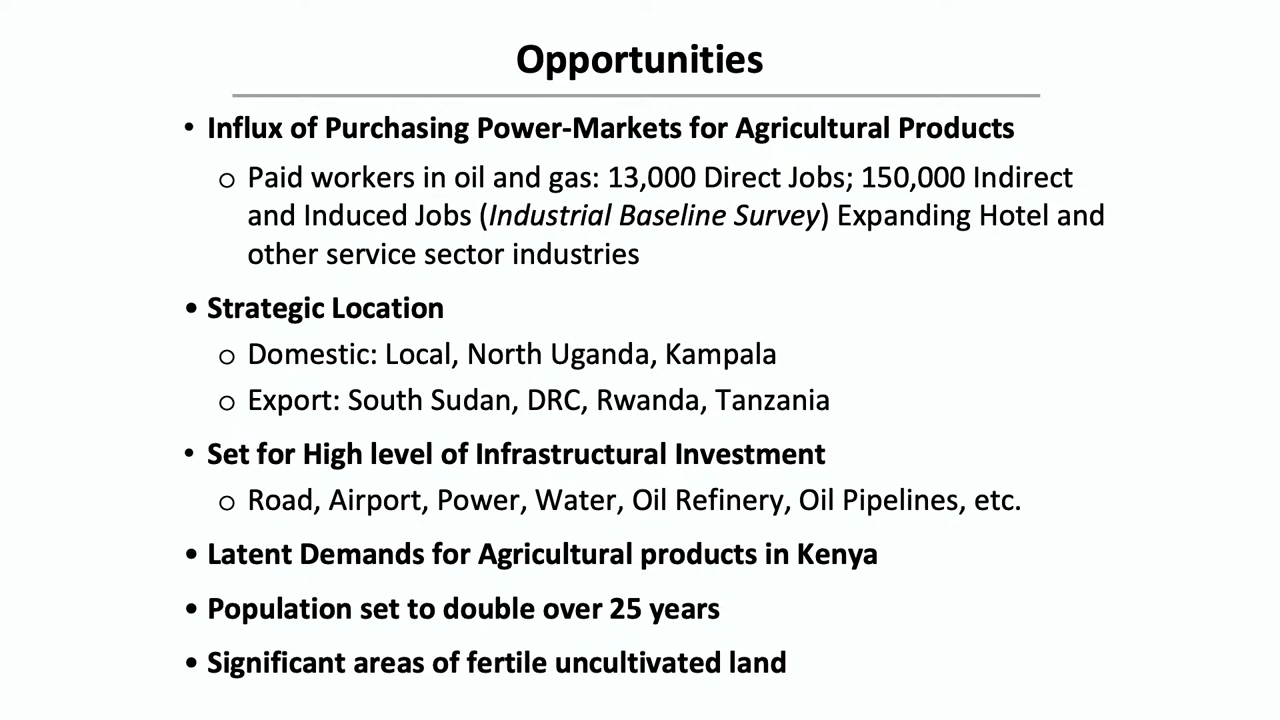 Opportunities
• Influx of Purchasing Power-Markets for Agricultural Products
o Paid workers in oil and gas: 13,000 Direct Jobs; 150,000 Indirect
and Induced Jobs (Industrial Baseline Survey) Expanding Hotel and
other service sector industries
• Strategic Location
o Domestic: Local, North Uganda, Kampala
o Export: South Sudan, DRC, Rwanda, Tanzania
• Set for High level of Infrastructural Investment
o Road, Airport, Power, Water, Oil Refinery, Oil Pipelines, etc.
• Latent Demands for Agricultural products in Kenya
• Population set to double over 25 years
• Significant areas of fertile uncultivated land